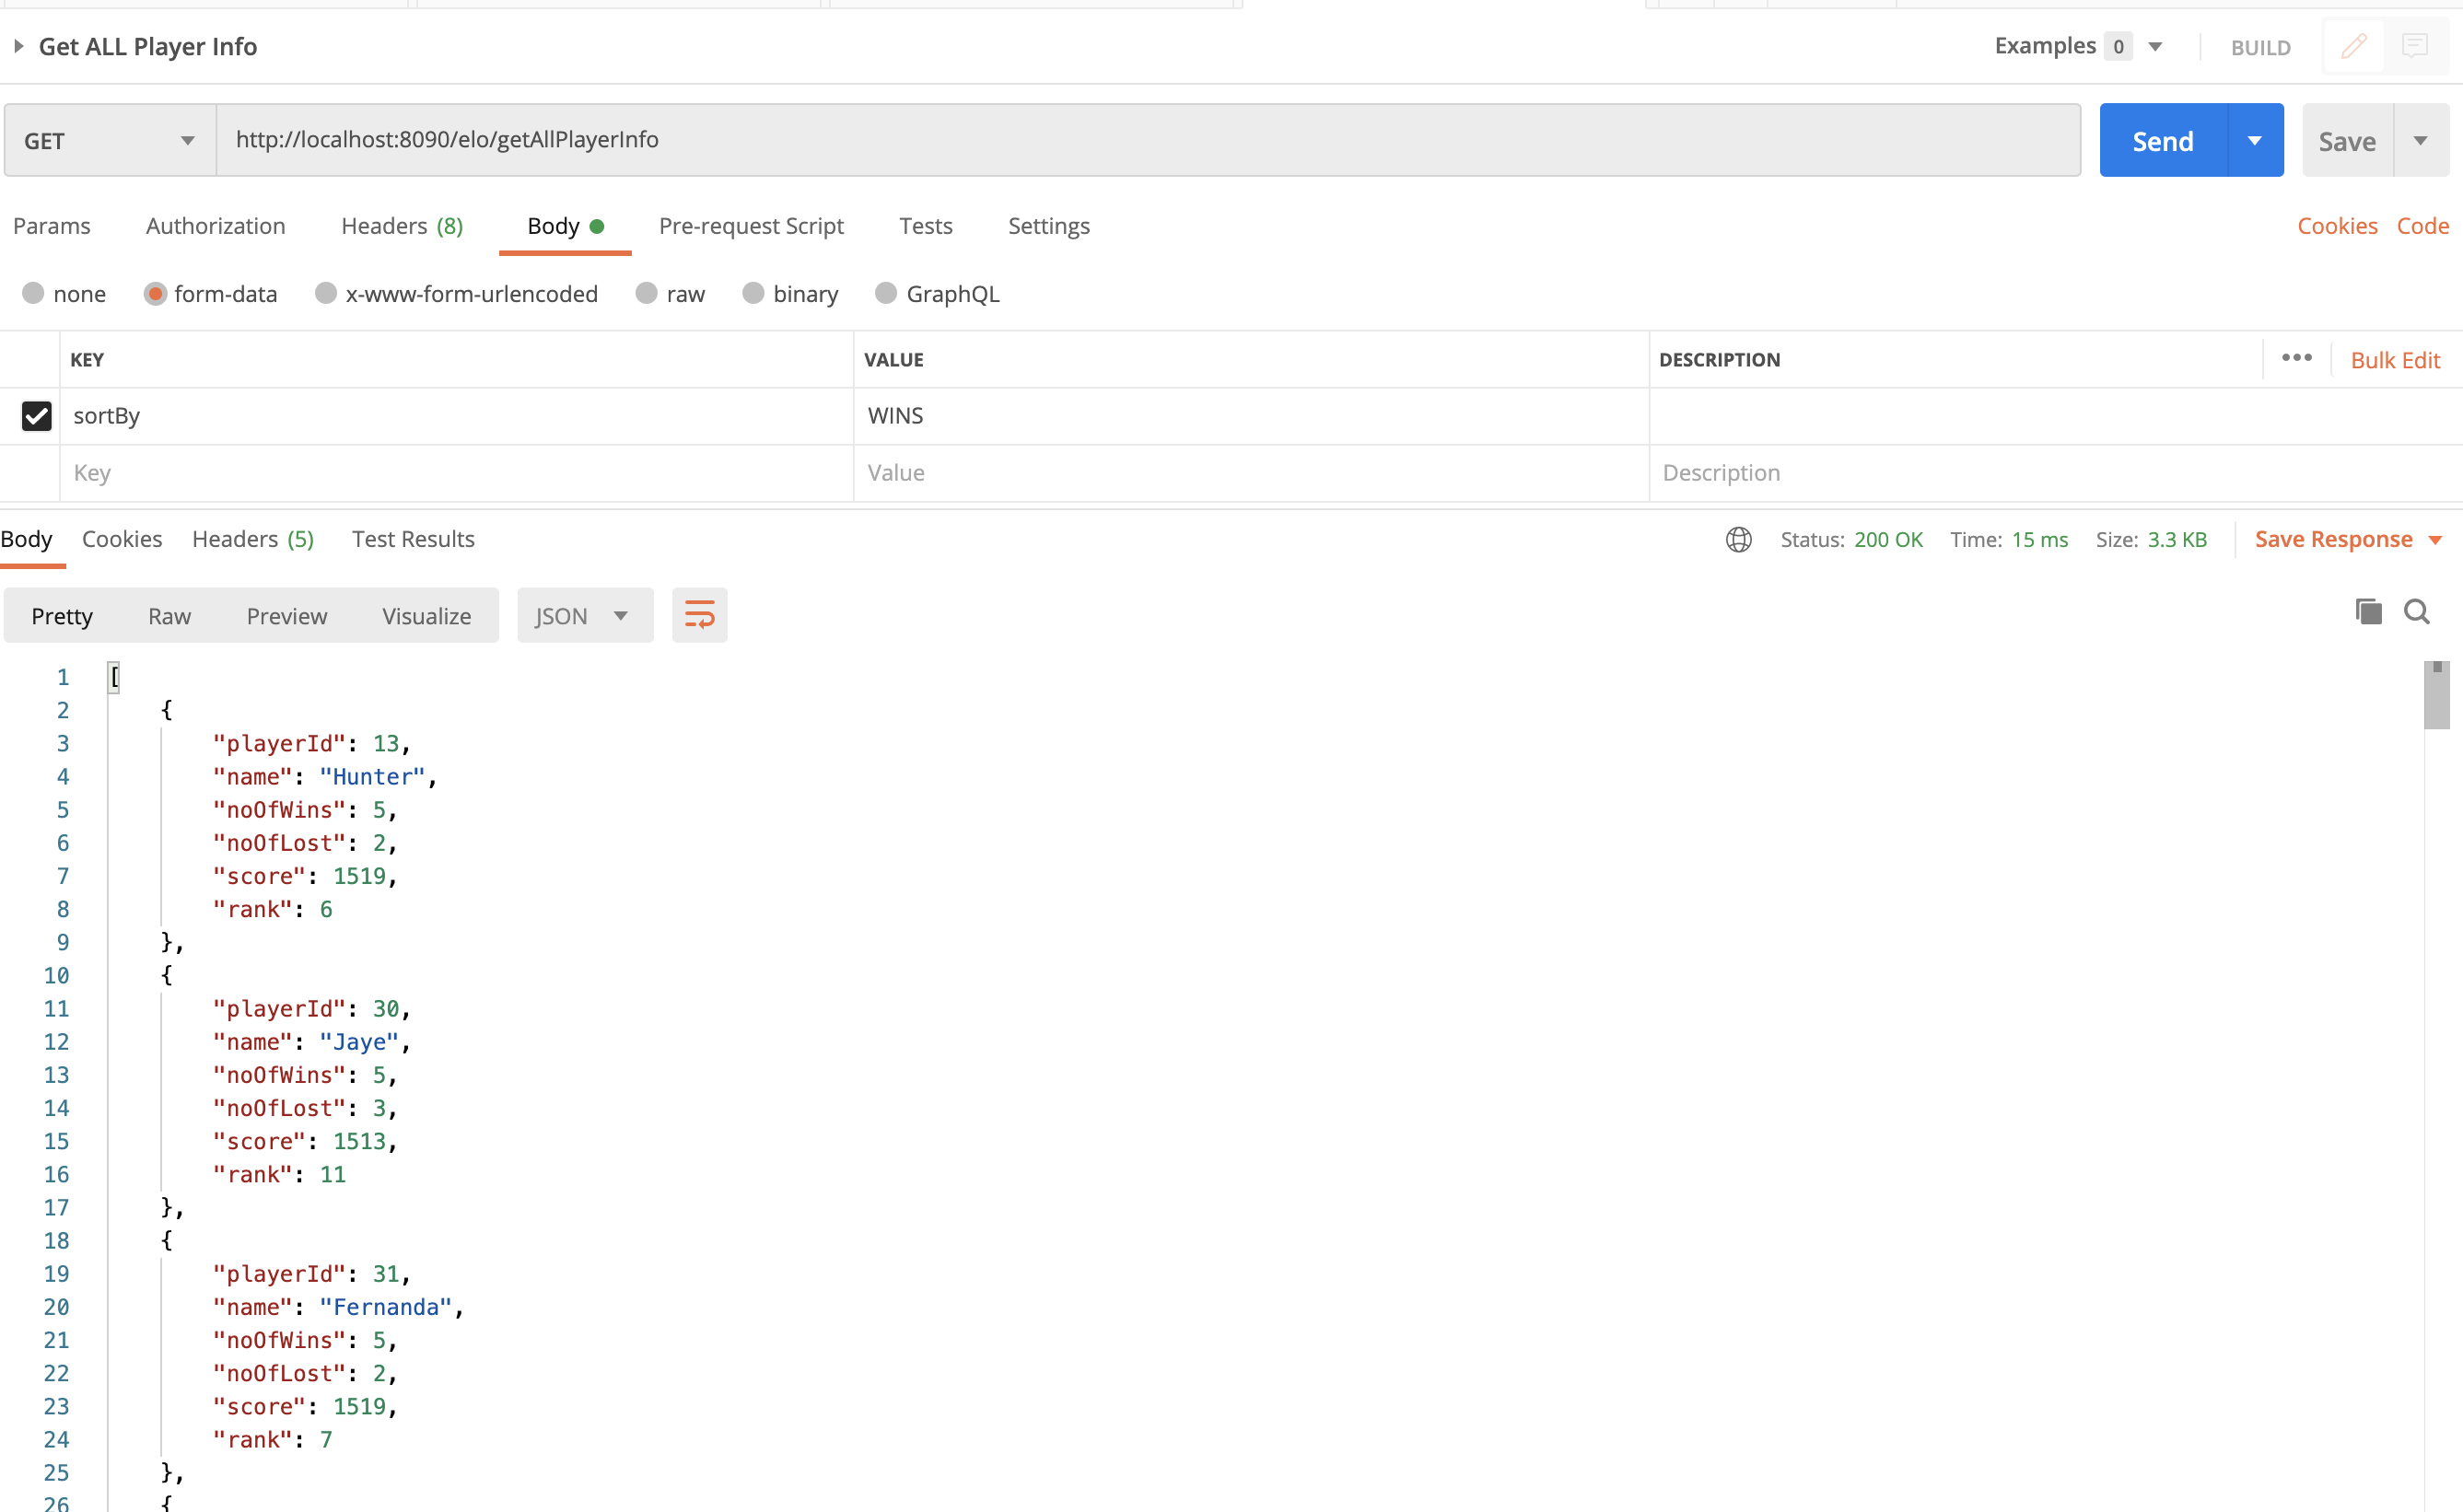 Get ALL Player Info Examples 0 BUILD
GET http://localhost:8090/elo/getAllPlayerInfo Send Save
Params Authorization Headers (8) Body Pre-request Script Tests Settings Cookies Code
none form-data x-www-form-urlencoded raw binary GraphQL
KEY VALUE DESCRIPTION ••• Bulk Edit
sortBy WINS
Key Value Description
Body Cookies Headers (5) Test Results Status: 200 OK Time: 15 ms Size: 3.3 KB Save Response
Pretty Raw Preview Visualize JSON
1 [
2 {
3 "playerId": 13,
4 "name": "Hunter",
5 "noOfWins": 5,
6 "noOfLost": 2,
7 "score": 1519,
8 "rank": 6
9 },
10 {
11 "playerId": 30,
12 "name": "Jaye",
13 "noOfWins": 5,
14 "noOfLost": 3,
15 "score": 1513,
16 "rank": 11
17 },
18 {
19 "playerId": 31,
20 "name": "Fernanda",
21 "noOfWins": 5,
22 "noOfLost": 2,
23 "score": 1519,
24 "rank": 7
25 },
26 {